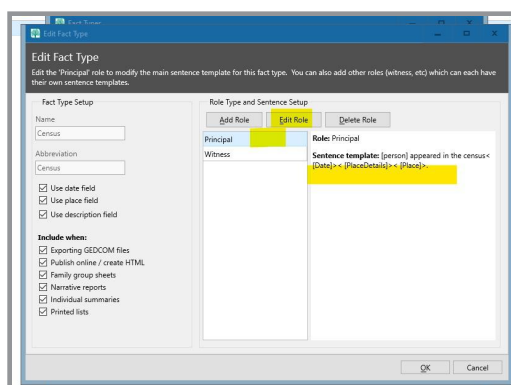 Fact Types
Edit Fact Type
Edit Fact Type
Edit the 'Principal' role to modify the main sentence template for this fact type. You can also add other roles (witness, etc) which can each have
their own sentence templates.
Fact Type Setup
Name
Census
Abbreviation
Census
Use date field
Use place field
Use description field
Include when:
Exporting GEDCOM files
Publish online / create HTML
Family group sheets
Narrative reports
Individual summaries
Printed lists
Role Type and Sentence Setup
Add Role Edit Role Delete Role
Principal
Witness
Role: Principal
Sentence template: [person] appeared in the census<
[Date]>< [PlaceDetails]>< [Place]>.
OK Cancel